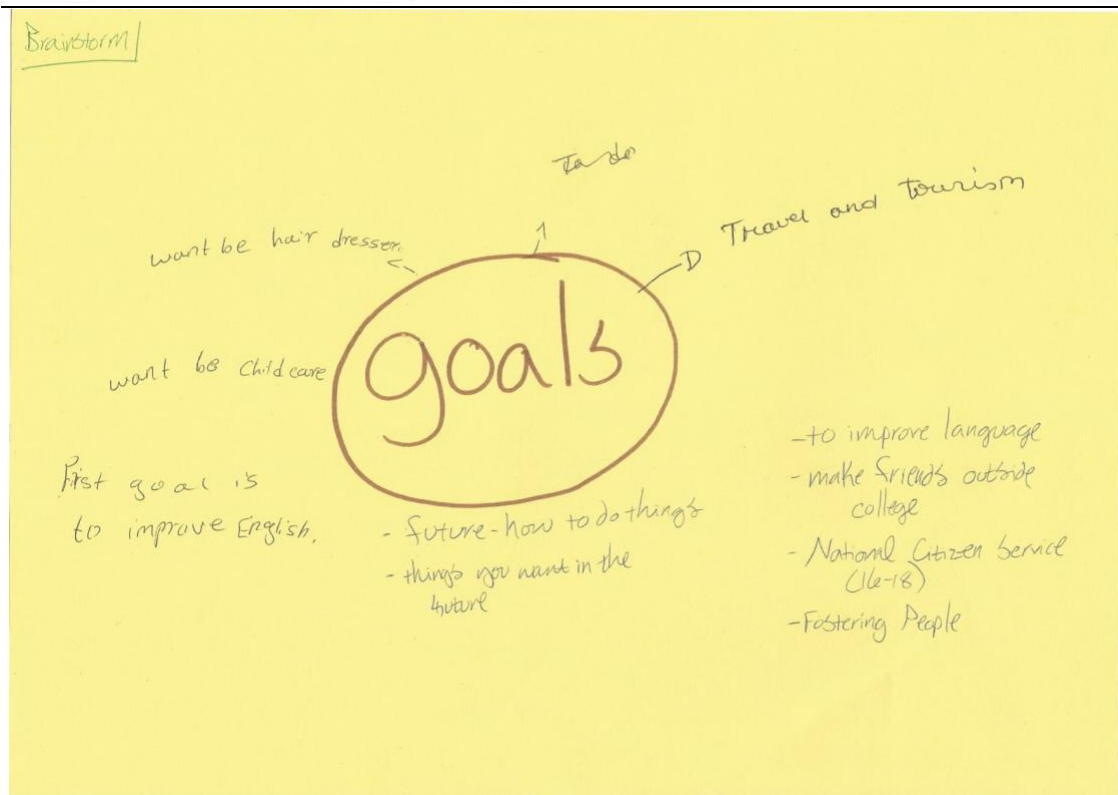 Brainstorm
To do
Travel and tourism
want be hair dresser
goals
want be Child care
First goal is
to improve English.
- future - how to do things
- things you want in the
future
- to improve language
- make friends outside
college
- National Citizen Service
(16-18)
- Fostering People